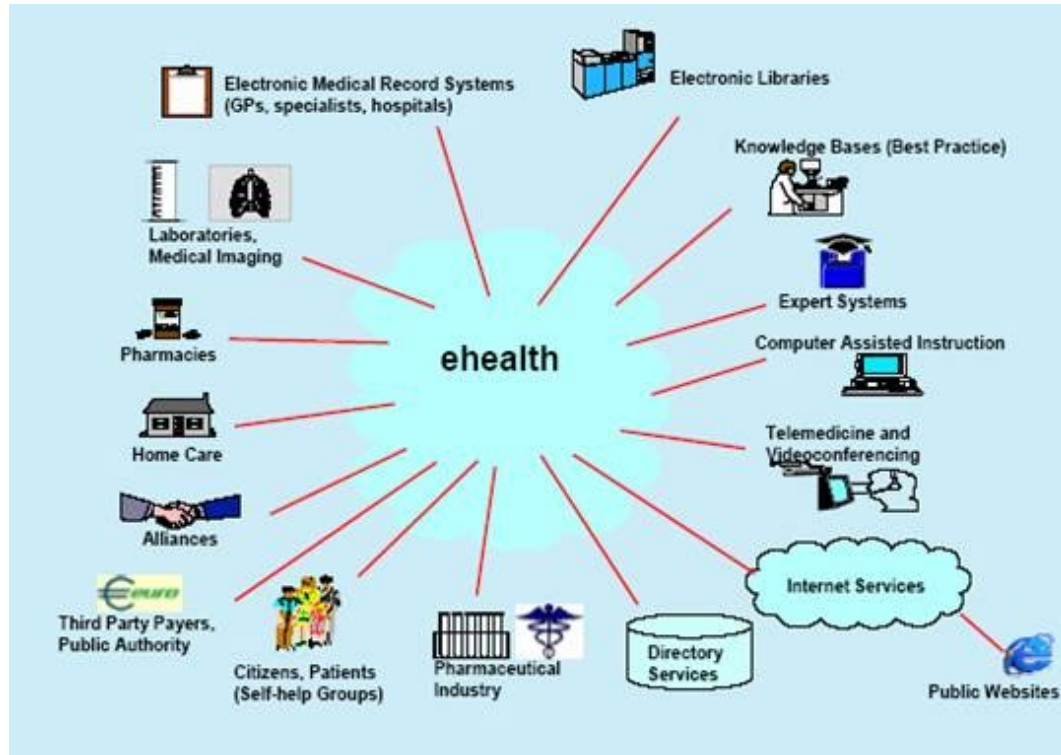 Electronic Medical Record Systems
(GPs, specialists, hospitals)
Electronic Libraries
Knowledge Bases (Best Practice)
Laboratories,
Medical Imaging
Expert Systems
Pharmacies
ehealth
Computer Assisted Instruction
Home Care
Telemedicine and
Videoconferencing
Alliances
Internet Services
euro
Third Party Payers,
Public Authority
Citizens, Patients
(Self-help Groups)
Pharmaceutical
Industry
Directory
Services
Public Websites